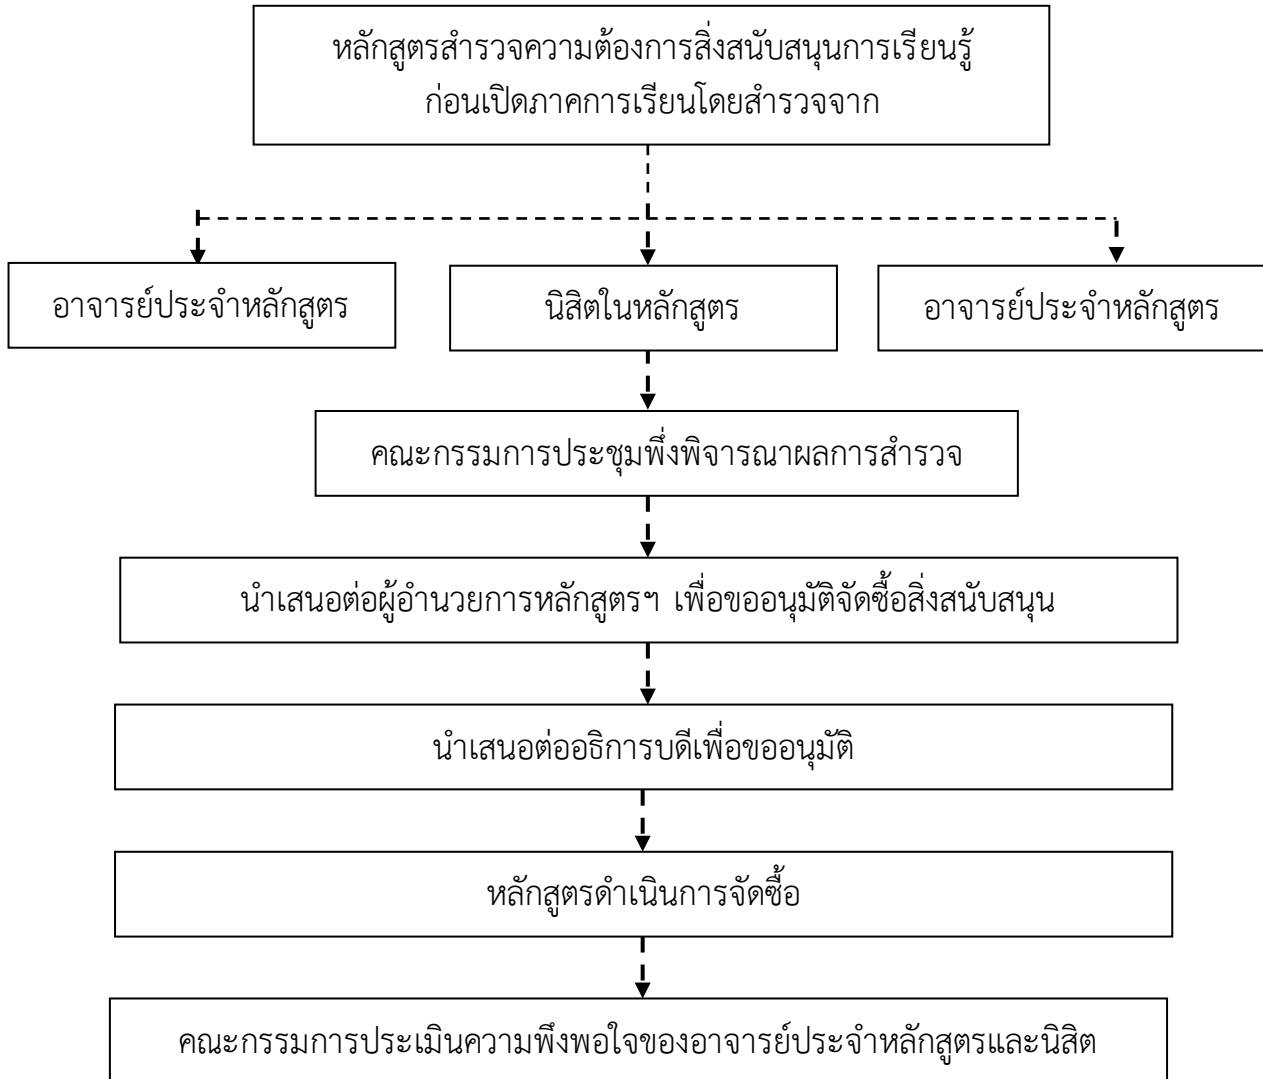 หลักสูตรสำรวจความต้องการสิ่งสนับสนุนการเรียนรู้
ก่อนเปิดภาคการเรียนโดยสำรวจจาก
อาจารย์ประจำหลักสูตร
นิสิตในหลักสูตร
อาจารย์ประจำหลักสูตร
คณะกรรมการประชุมพึ่งพิจารณาผลการสำรวจ
นำเสนอต่อผู้อำนวยการหลักสูตรฯ เพื่อขออนุมัติจัดซื้อสิ่งสนับสนุน
นำเสนอต่ออธิการบดีเพื่อขออนุมัติ
หลักสูตรดำเนินการจัดซื้อ
คณะกรรมการประเมินความพึงพอใจของอาจารย์ประจำหลักสูตรและนิสิต